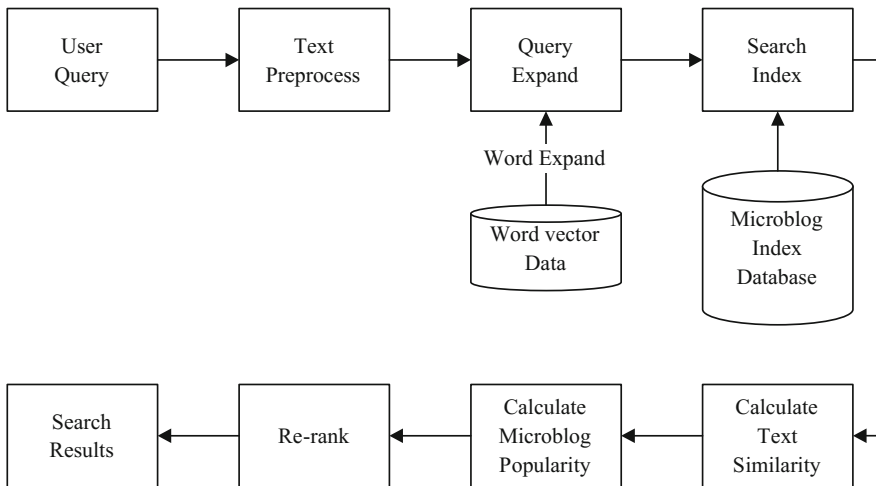 User
Query
Text
Preprocess
Query
Expand
Search
Index
Word Expand
Word vector
Data
Microblog
Index
Database
Search
Results
Re-rank
Calculate
Microblog
Popularity
Calculate
Text
Similarity